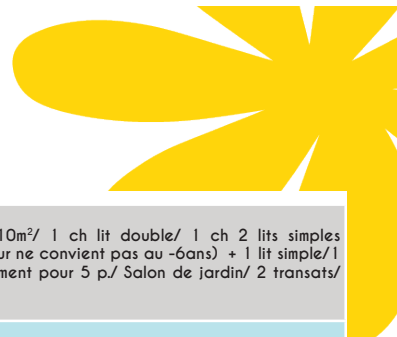 10m²/ 1 ch lit double/ 1 ch 2 lits simples
ur ne convient pas au -6ans) + 1 lit simple/1
ment pour 5 p./ Salon de jardin/ 2 transats/